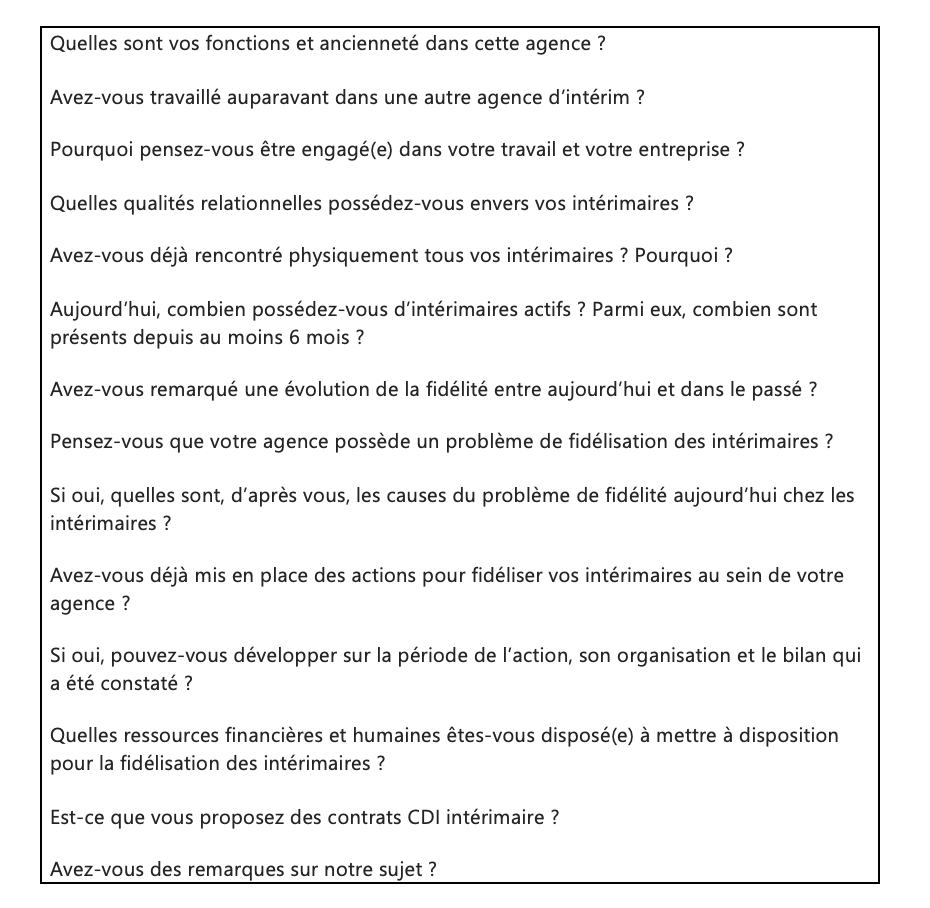 Quelles sont vos fonctions et ancienneté dans cette agence ?
Avez-vous travaillé auparavant dans une autre agence d’intérim ?
Pourquoi pensez-vous être engagé(e) dans votre travail et votre entreprise ?
Quelles qualités relationnelles possédez-vous envers vos intérimaires ?
Avez-vous déjà rencontré physiquement tous vos intérimaires ? Pourquoi ?
Aujourd’hui, combien possédez-vous d’intérimaires actifs ? Parmi eux, combien sont
présents depuis au moins 6 mois ?
Avez-vous remarqué une évolution de la fidélité entre aujourd’hui et dans le passé ?
Pensez-vous que votre agence possède un problème de fidélisation des intérimaires ?
Si oui, quelles sont, d’après vous, les causes du problème de fidélité aujourd’hui chez les
intérimaires ?
Avez-vous déjà mis en place des actions pour fidéliser vos intérimaires au sein de votre
agence ?
Si oui, pouvez-vous développer sur la période de l’action, son organisation et le bilan qui
a été constaté ?
Quelles ressources financières et humaines êtes-vous disposé(e) à mettre à disposition
pour la fidélisation des intérimaires ?
Est-ce que vous proposez des contrats CDI intérimaire ?
Avez-vous des remarques sur notre sujet ?